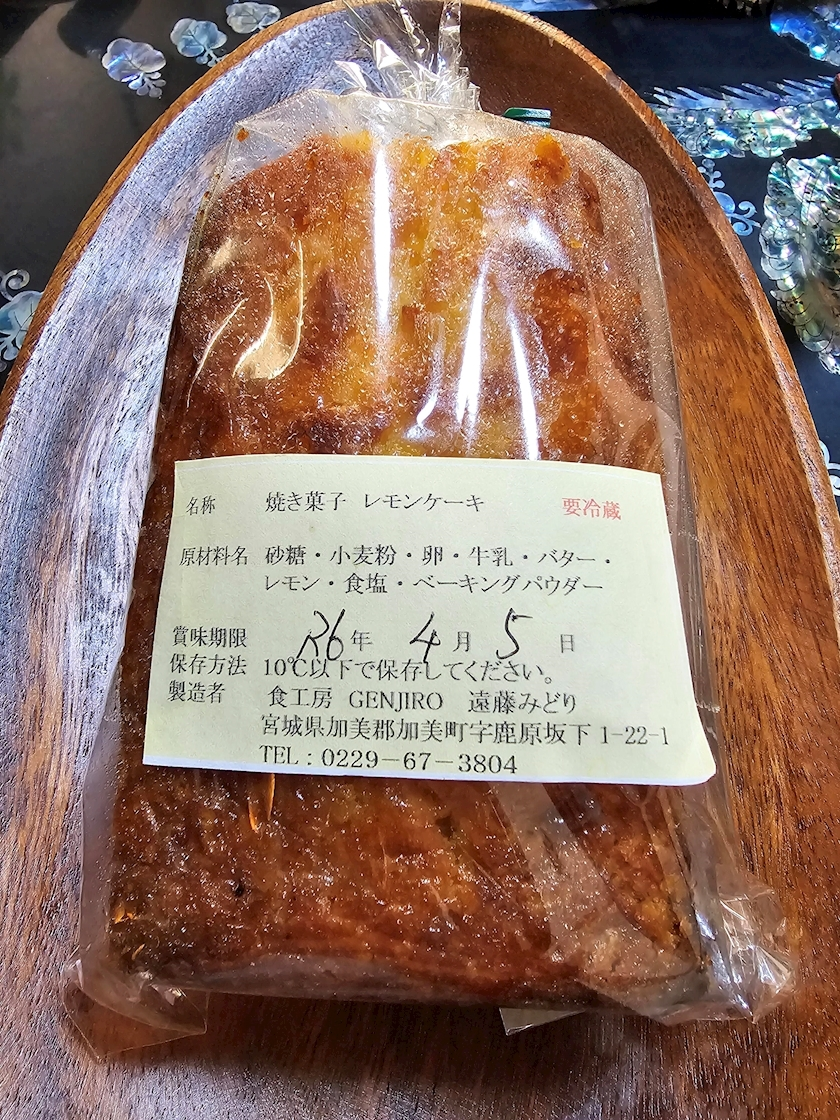 名称 焼き菓子 レモンケーキ 要冷蔵
原材料名 砂糖・小麦粉・卵・牛乳・バター・
レモン・食塩・ベーキングパウダー
賞味期限 R6年 4月 5日
保存方法 10℃以下で保存してください。
製造者 食工房 GENJIRO 遠藤みどり
宮城県加美郡加美町字鹿原坂下1-22-1
TEL:0229-67-3804